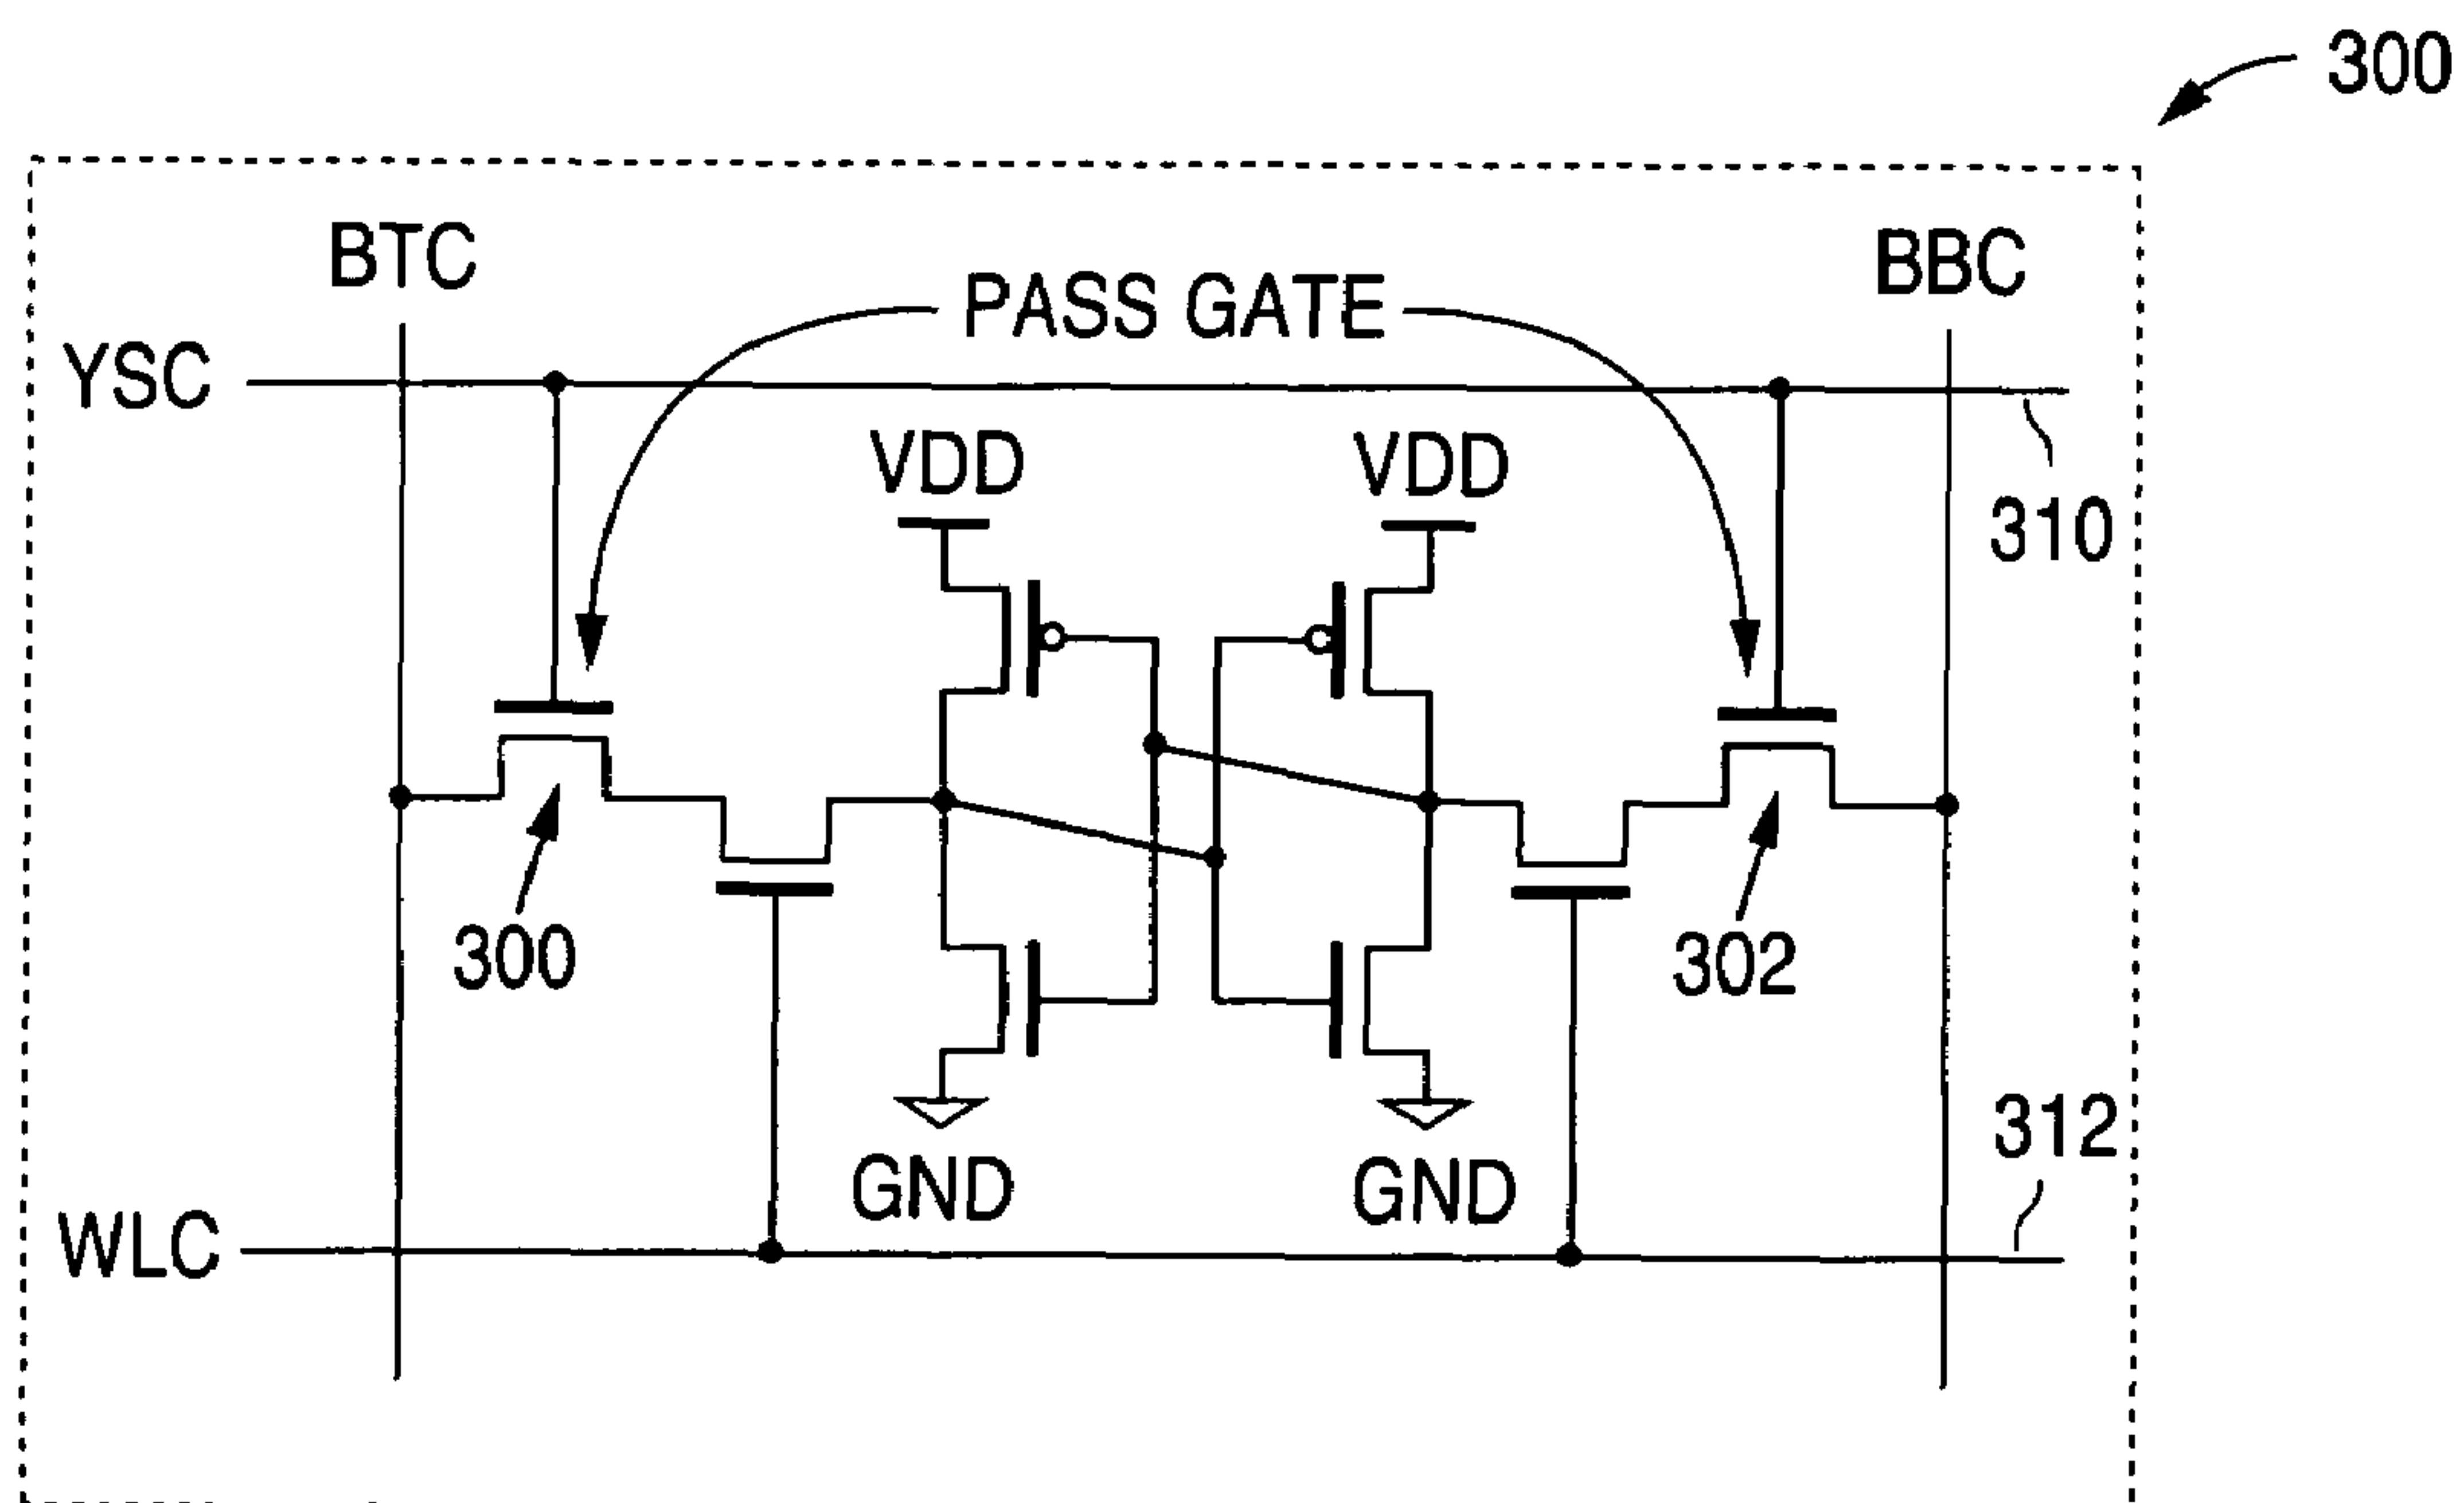 300
BTC
BBC
PASS GATE
YSC
VDD
VDD
310
300
302
312
GND
GND
WLC